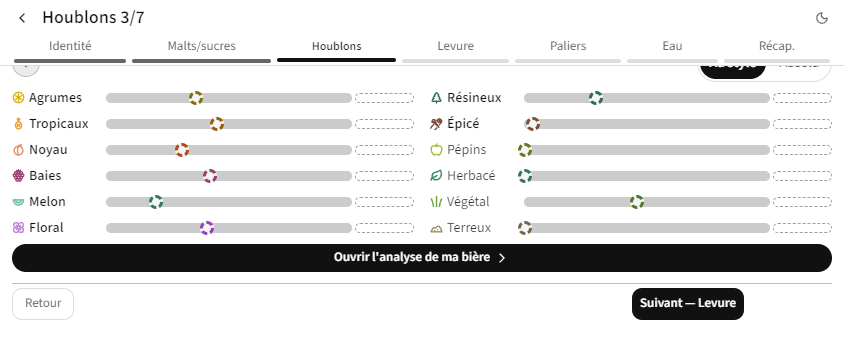 Houblons 3/7
Identité Malts/sucres Houblons Levure Paliers Eau Récap.
Agrumes Résineux
Tropicaux Épicé
Noyau Pépins
Baies Herbacé
Melon Végétal
Floral Terreux
Ouvrir l'analyse de ma bière
Retour Suivant — Levure